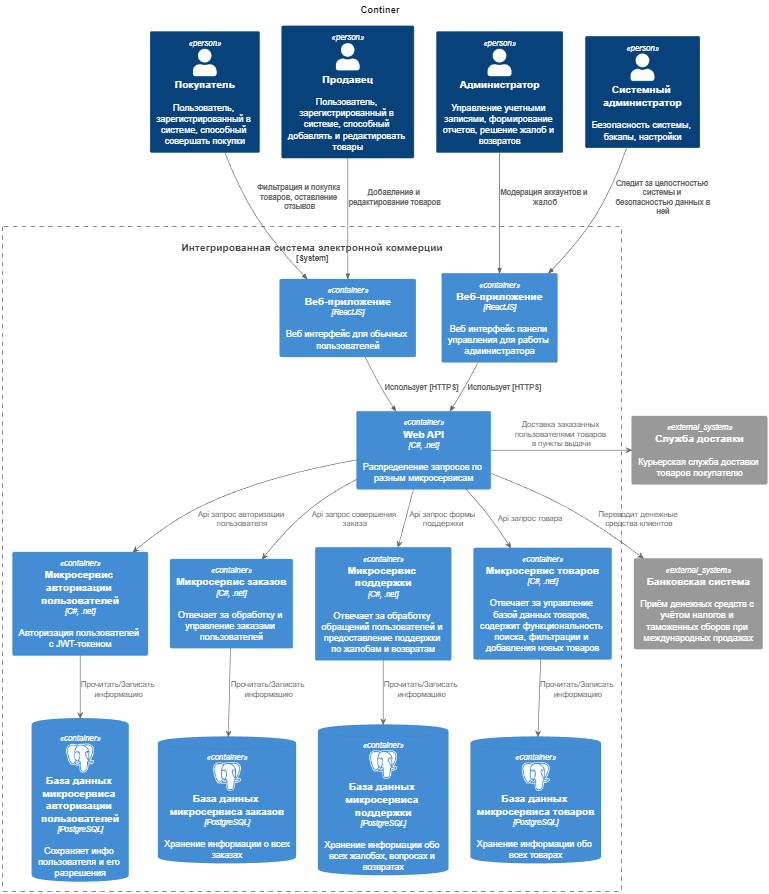 Continer
«person»
Покупатель
Пользователь,
зарегистрированный в
системе, способный
совершать покупки
«person»
Продавец
Пользователь,
зарегистрированный в
системе, способный
добавлять и редактировать
товары
«person»
Администратор
Управление учетными
записями, формирование
отчетов, решение жалоб и
возвратов
«person»
Системный
администратор
Безопасность системы,
бэкапы, настройки
Фильтрация и покупка
товаров, оставление
отзывов
Добавление и
редактирование товаров
Модерация аккаунтов и
жалоб
Следит за целостностью
системы и
безопасностью данных в
ней
Интегрированная система электронной коммерции
[System]
«container»
Веб-приложение
[ReactJS]
Веб интерфейс для обычных
пользователей
«container»
Веб-приложение
[ReactJS]
Веб интерфейс панели
управления для работы
администратора
Использует [HTTPS]
Использует [HTTPS]
«container»
Web API
[C#, .net]
Распределение запросов по
разным микросервисам
Доставка заказанных
пользователями товаров
в пункты выдачи
«external_system»
Служба доставки
Курьерская служба доставки
товаров покупателю
Api запрос авторизации
пользователя
Api запрос совершения
заказа
Api запрос формы
поддержки
Api запрос товара
Переводит денежные
средства клиентов
«container»
Микросервис
авторизации
пользователей
[C#, .net]
Авторизация пользователей
с JWT-токеном
«container»
Микросервис заказов
[C#, .net]
Отвечает за обработку и
управление заказами
пользователей
«container»
Микросервис
поддержки
[C#, .net]
Отвечает за обработку
обращений пользователей и
предоставление поддержки
по жалобам и возвратам
«container»
Микросервис товаров
[C#, .net]
Отвечает за управление
базой данных товаров,
содержит функциональность
поиска, фильтрации и
добавления новых товаров
«external_system»
Банковская система
Приём денежных средств с
учётом налогов и
таможенных сборов при
международных продажах
Прочитать/Записать
информацию
Прочитать/Записать
информацию
Прочитать/Записать
информацию
Прочитать/Записать
информацию
«container»
База данных
микросервиса
авторизации
пользователей
[PostgreSQL]
Сохраняет инфо
пользователя и его
разрешения
«container»
База данных
микросервиса заказов
[PostgreSQL]
Хранение информации о всех
заказах
«container»
База данных
микросервиса
поддержки
[PostgreSQL]
Хранение информации обо
всех жалобах, вопросах и
возвратах
«container»
База данных
микросервиса товаров
[PostgreSQL]
Хранение информации обо
всех товарах